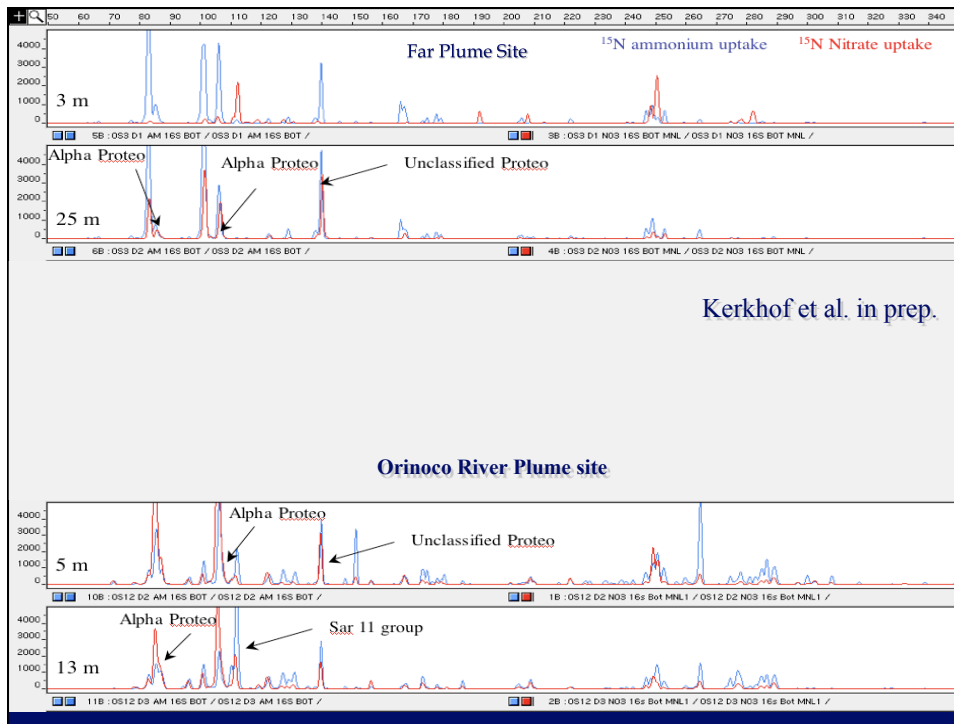 50 60 70 80 90 100 110 120 130 140 150 160 170 180 190 200 210 220 230 240 250 260 270 280 290 300 310 320 330 340
Far Plume Site
15N ammonium uptake
15N Nitrate uptake
4000
3000
2000
1000
0
3 m
5B : OS3 D1 AM 16S BOT / OS3 D1 AM 16S BOT /
3B : OS3 D1 NO3 16S BOT MNL / OS3 D1 NO3 16S BOT MNL /
4000
3000
2000
1000
0
Alpha Proteo
Alpha Proteo
Unclassified Proteo
25 m
6B : OS3 D2 AM 16S BOT / OS3 D2 AM 16S BOT /
4B : OS3 D2 NO3 16S BOT MNL / OS3 D2 NO3 16S BOT MNL /
Kerkhof et al. in prep.
Orinoco River Plume site
4000
3000
2000
1000
0
Alpha Proteo
Unclassified Proteo
5 m
10B : OS12 D2 AM 16S BOT / OS12 D2 AM 16S BOT /
1B : OS12 D2 NO3 16s Bot MNL1 / OS12 D2 NO3 16s Bot MNL1 /
4000
3000
2000
1000
0
Alpha Proteo
Sar 11 group
13 m
11B : OS12 D3 AM 16S BOT / OS12 D3 AM 16S BOT /
2B : OS12 D3 NO3 16s Bot MNL1 / OS12 D3 NO3 16s Bot MNL1 /